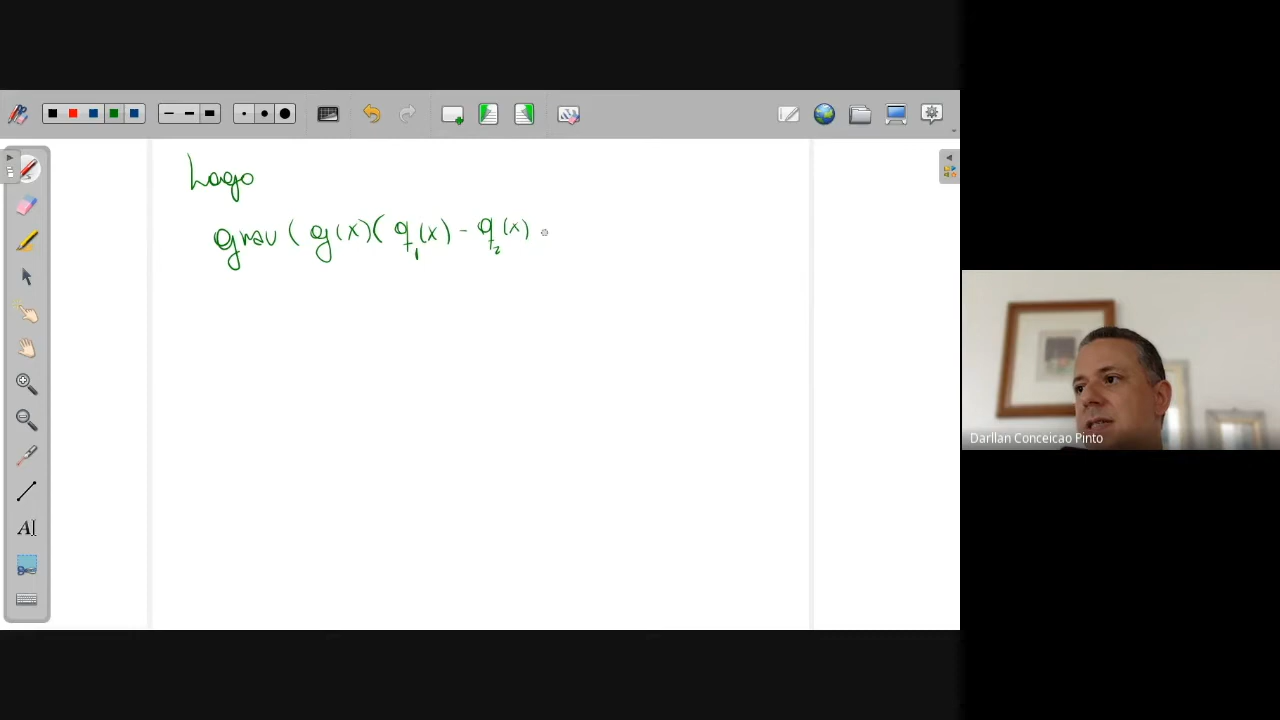 Logo
grau ( g(x)( q₁(x) - q₂(x)
Darllan Conceicao Pinto